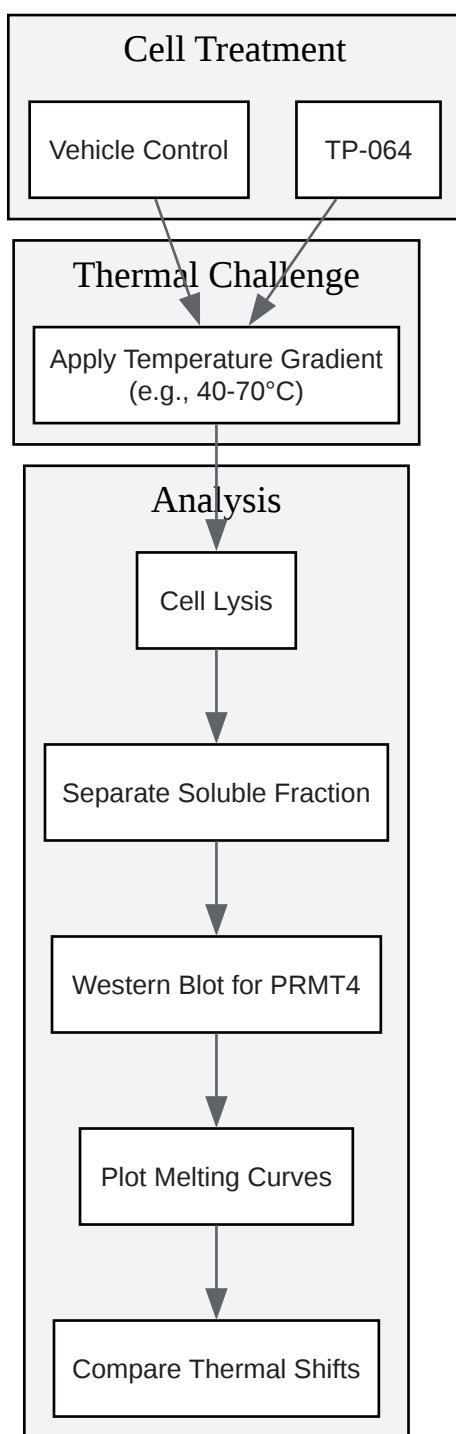 Cell Treatment
Vehicle Control
TP-064
Thermal Challenge
Apply Temperature Gradient
(e.g., 40-70°C)
Analysis
Cell Lysis
Separate Soluble Fraction
Western Blot for PRMT4
Plot Melting Curves
Compare Thermal Shifts